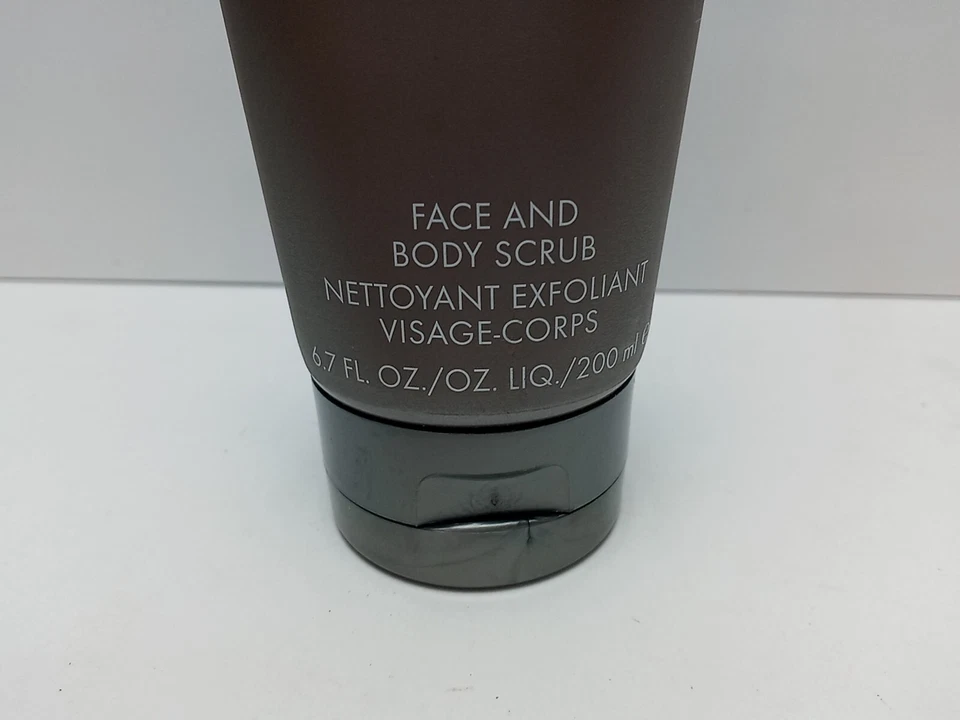 FACE AND
BODY SCRUB
NETTOYANT EXFOLIANT
VISAGE-CORPS
6.7 FL. OZ./OZ. LIQ./200 ml